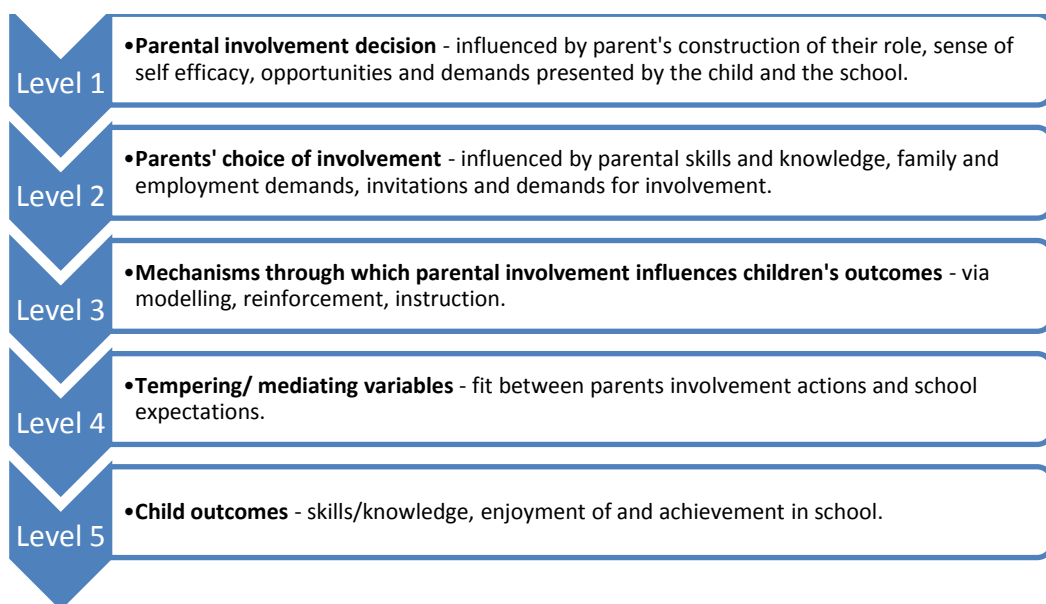 Level 1
•Parental involvement decision - influenced by parent's construction of their role, sense of
self efficacy, opportunities and demands presented by the child and the school.
Level 2
•Parents' choice of involvement - influenced by parental skills and knowledge, family and
employment demands, invitations and demands for involvement.
Level 3
•Mechanisms through which parental involvement influences children's outcomes - via
modelling, reinforcement, instruction.
Level 4
•Tempering/ mediating variables - fit between parents involvement actions and school
expectations.
Level 5
•Child outcomes - skills/knowledge, enjoyment of and achievement in school.